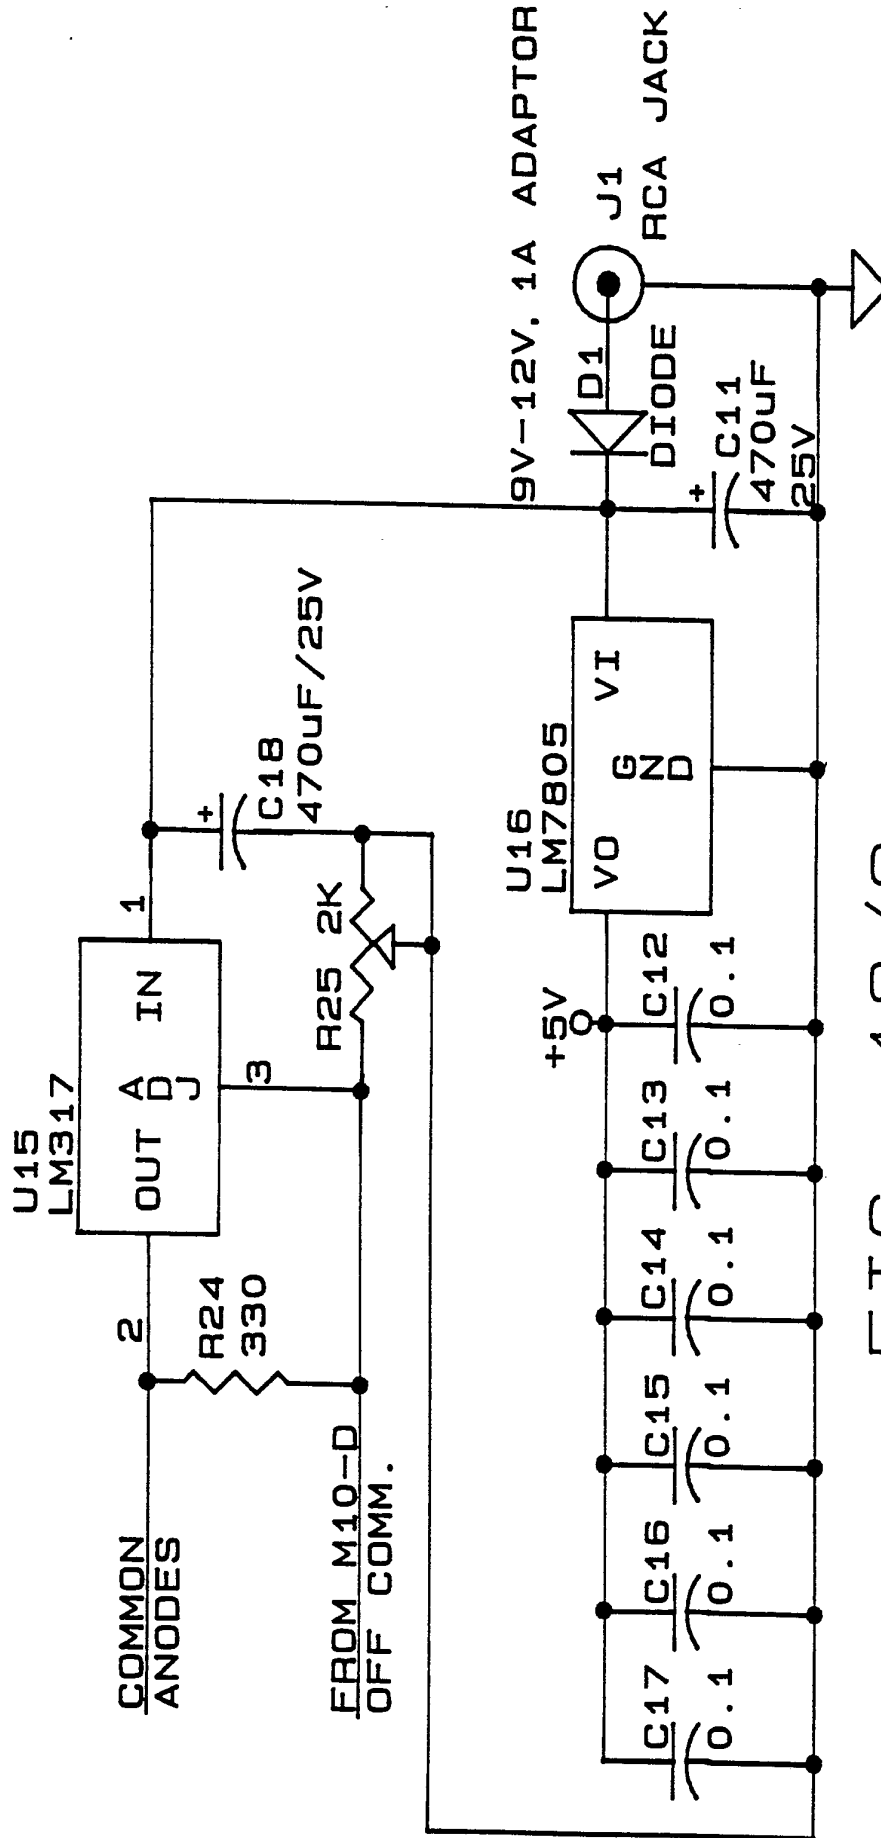 U15
LM317
OUT
ADJ
IN
1
2
3
R24
330
COMMON
ANODES
FROM M10-D
OFF COMM.
C18
470uF/25V
+
R25 2K
9V-12V, 1A ADAPTOR
J1
RCA JACK
D1
DIODE
C11
470uF
25V
+
U16
LM7805
VO
GND
VI
+5V
C17
0.1
C16
0.1
C15
0.1
C14
0.1
C13
0.1
C12
0.1